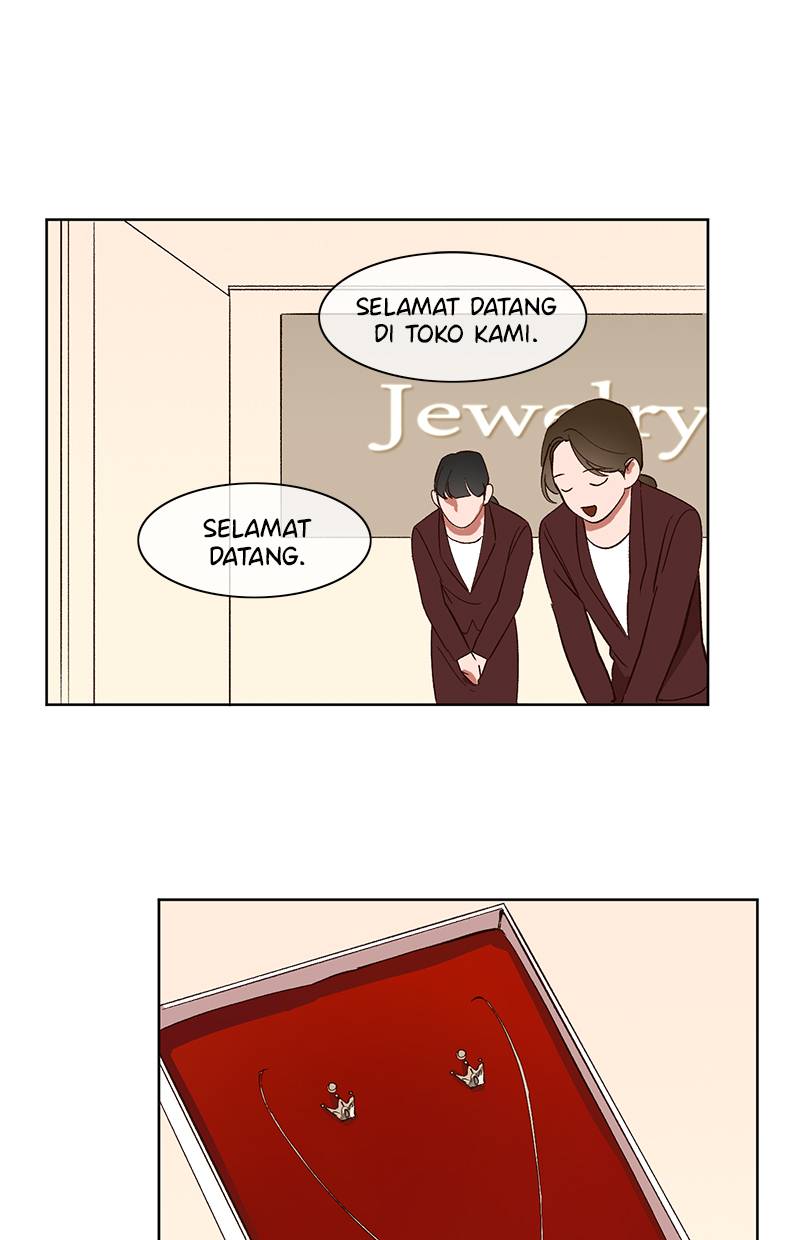 SELAMAT DATANG
DI TOKO KAMI.
Jewelry
SELAMAT
DATANG.